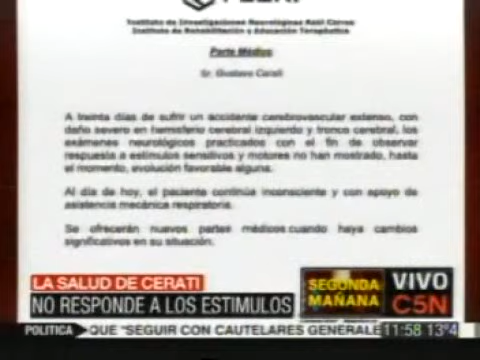 FLENI
Instituto de Investigaciones Neurológicas Raúl Carrea
Instituto de Rehabilitación y Educación Terapéutica
Parte Médico
Sr. Gustavo Cerati
A treinta días de sufrir un accidente cerebrovascular extenso, con
daño severo en hemisferio cerebral izquierdo y tronco cerebral, los
exámenes neurológicos practicados con el fin de observar
respuesta a estímulos sensitivos y motores no han mostrado, hasta
el momento, evolución favorable alguna.
Al día de hoy, el paciente continúa inconsciente y con apoyo de
asistencia mecánica respiratoria.
Se ofrecerán nuevos partes médicos cuando haya cambios
significativos en su situación.
LA SALUD DE CERATI
NO RESPONDE A LOS ESTIMULOS
SEGUNDA
MAÑANA
VIVO
C5N
POLITICA QUE "SEGUIR CON CAUTELARES GENERALE 11:58 13°4